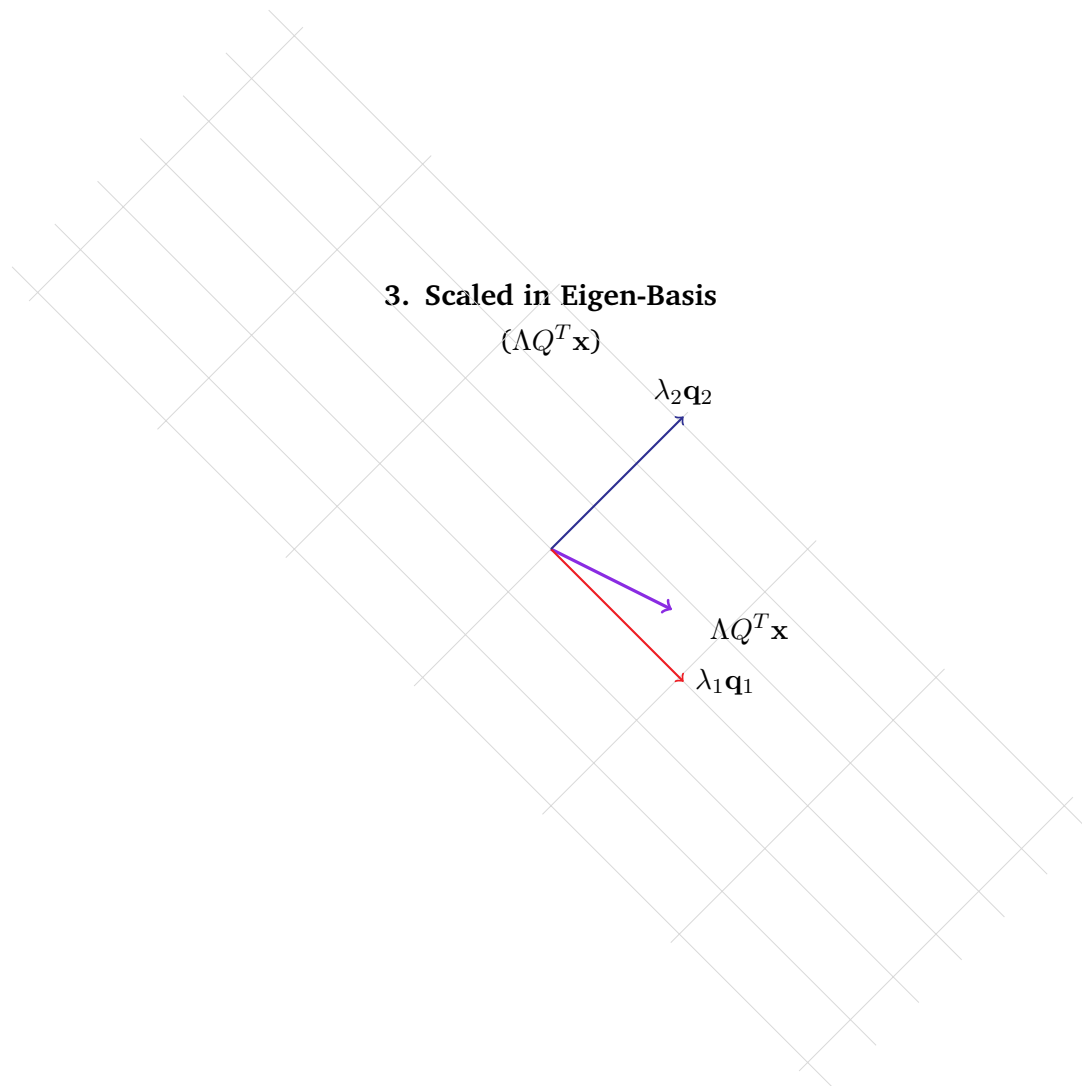 3. Scaled in Eigen-Basis
(ΛQ^T x)
λ₂q₂
ΛQ^T x
λ₁q₁